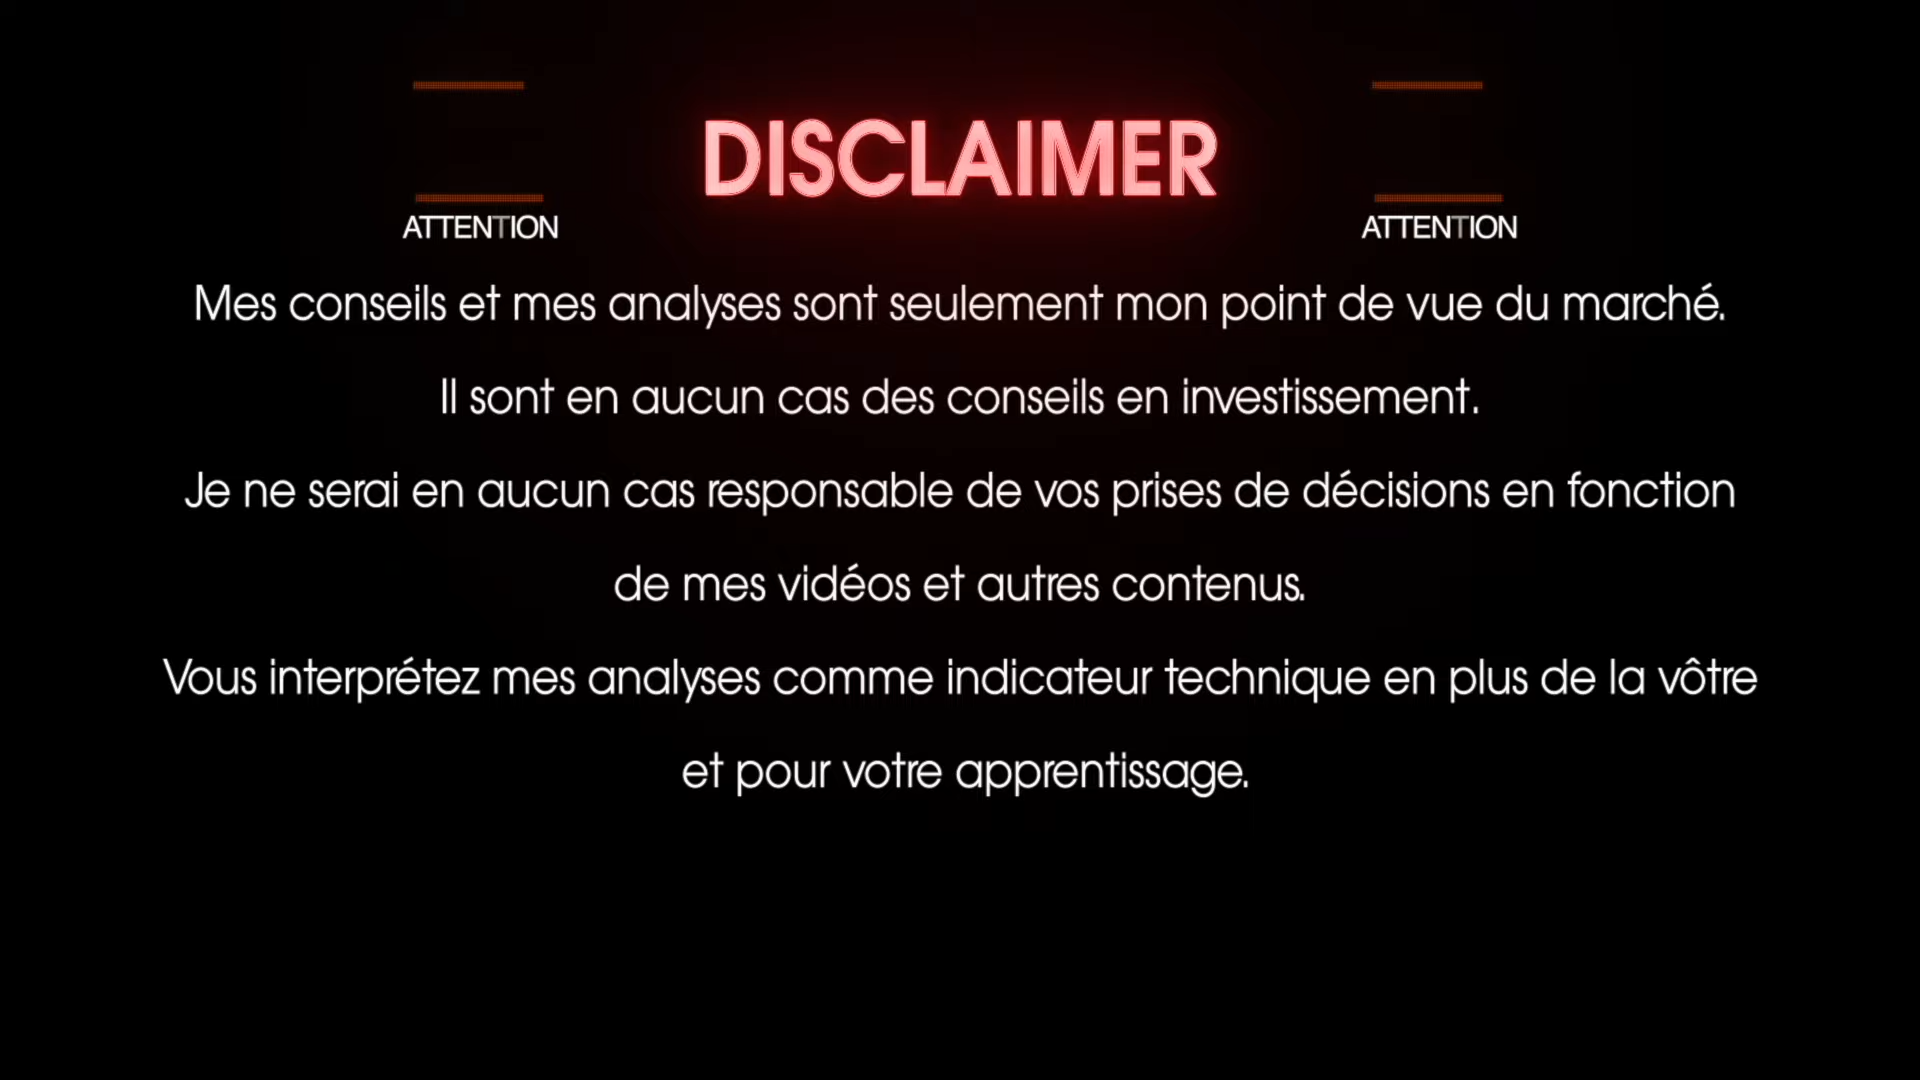 DISCLAIMER
ATTENTION
ATTENTION
Mes conseils et mes analyses sont seulement mon point de vue du marché.
Il sont en aucun cas des conseils en investissement.
Je ne serai en aucun cas responsable de vos prises de décisions en fonction
de mes vidéos et autres contenus.
Vous interprétez mes analyses comme indicateur technique en plus de la vôtre
et pour votre apprentissage.